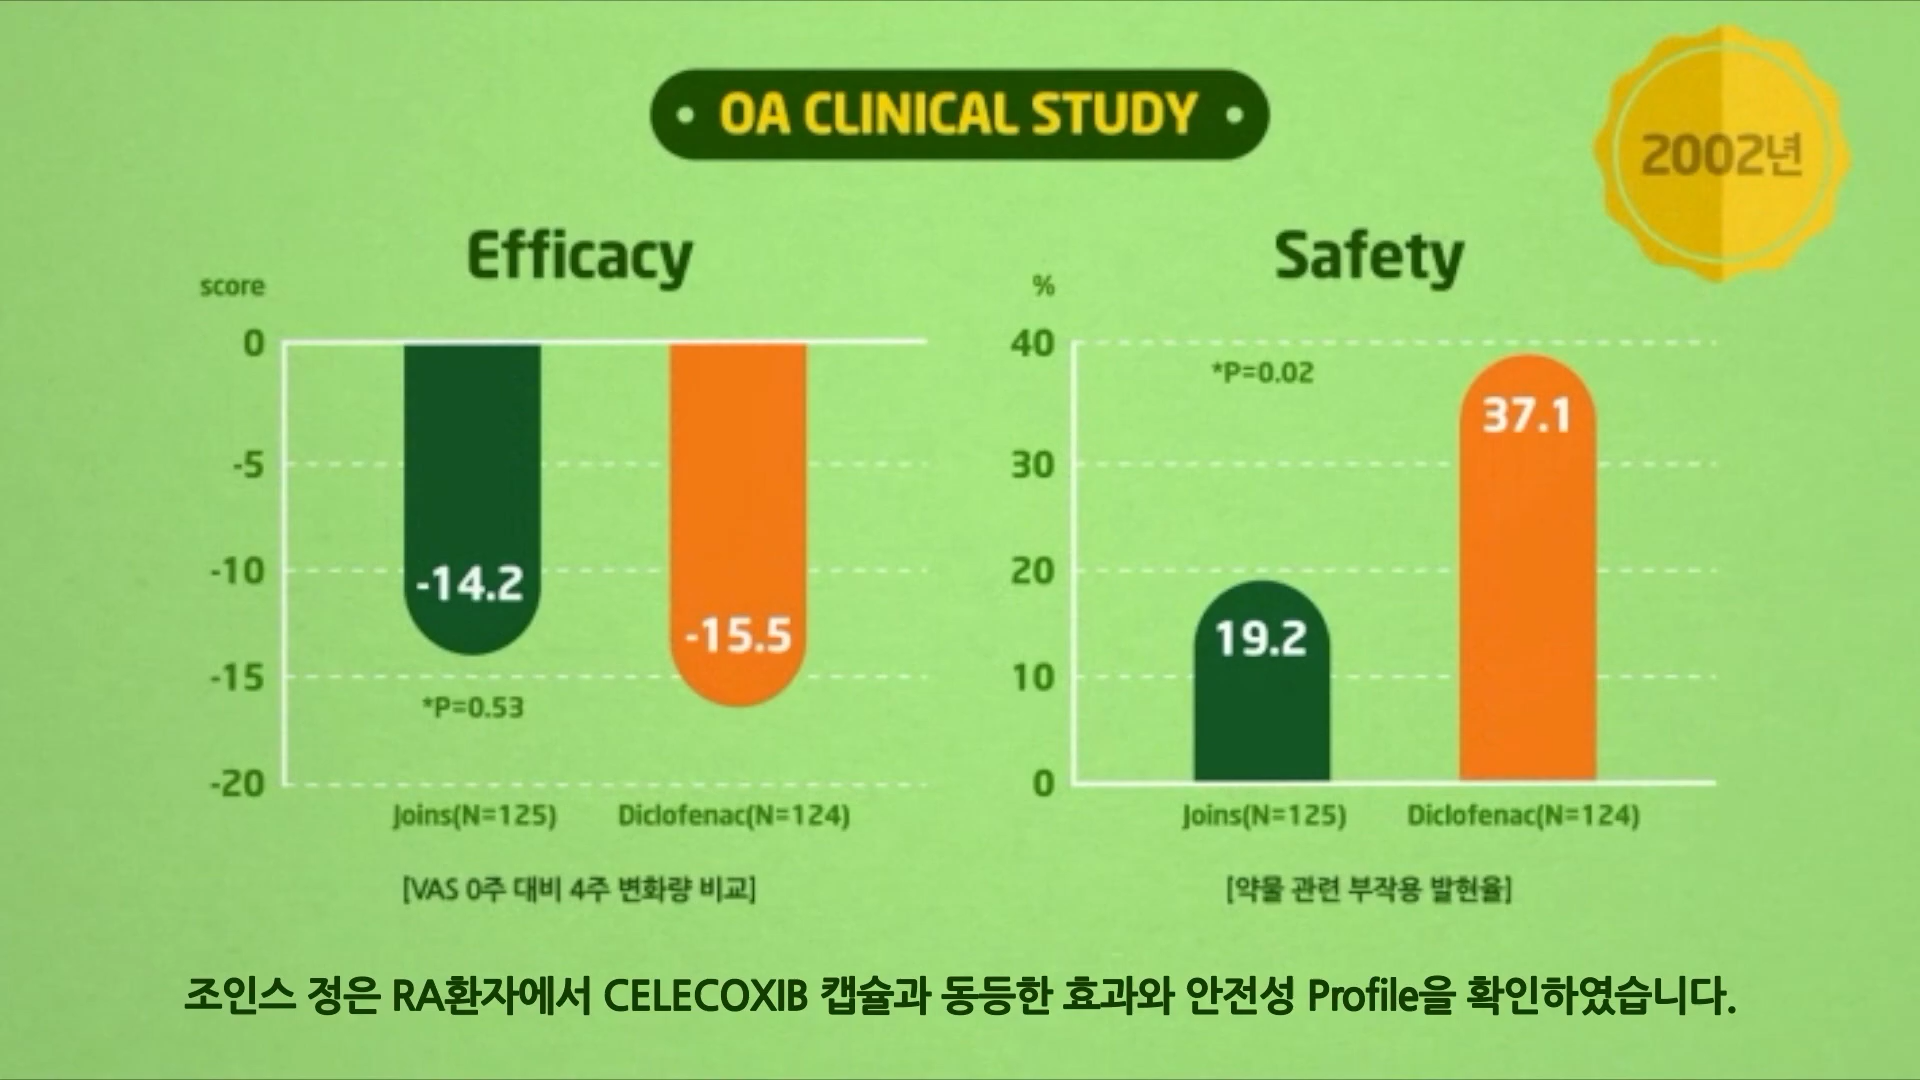 OA CLINICAL STUDY
2002년
Efficacy
score
0
-5
-10
-15
-20
-14.2
-15.5
*P=0.53
Joins(N=125)
Diclofenac(N=124)
[VAS 0주 대비 4주 변화량 비교]
Safety
%
40
30
20
10
0
*P=0.02
19.2
37.1
Joins(N=125)
Diclofenac(N=124)
[약물 관련 부작용 발현율]
조인스 정은 RA환자에서 CELECOXIB 캡슐과 동등한 효과와 안전성 Profile을 확인하였습니다.